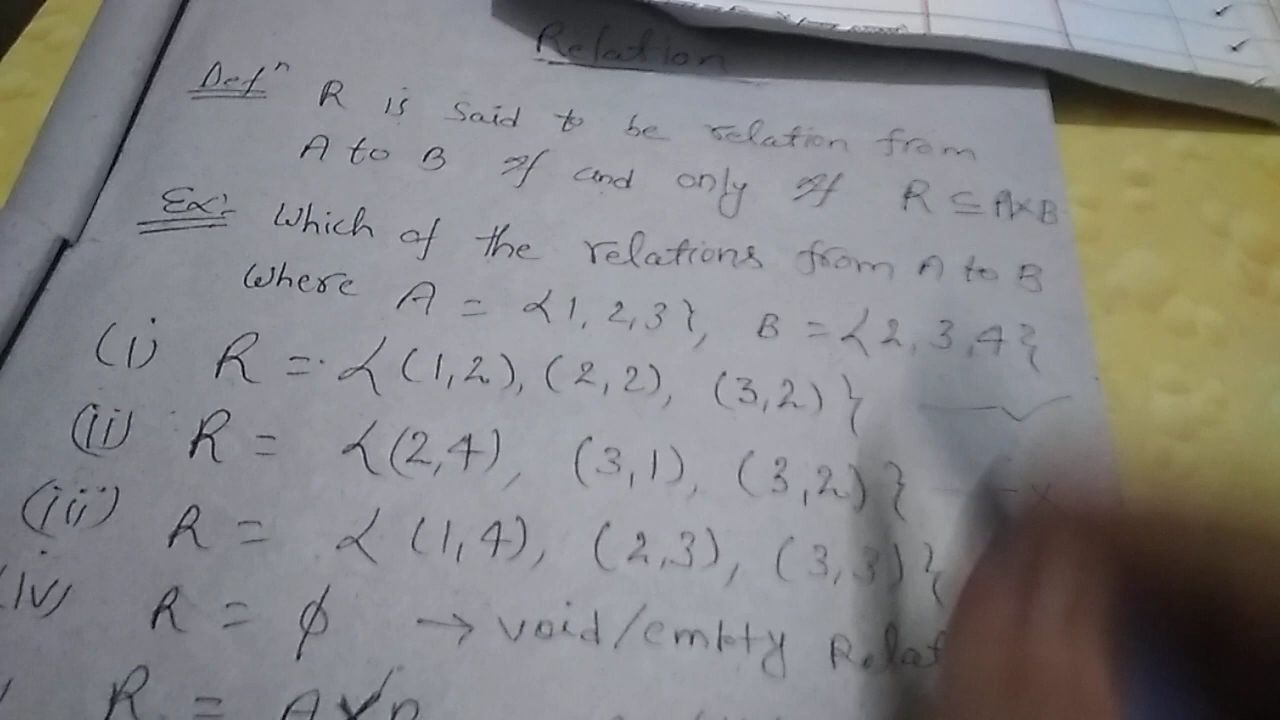 Relation
Defⁿ R is said to be relation from
A to B if and only if R ⊆ A×B
Ex:- Which of the relations from A to B
where A = {1, 2, 3}, B = {2, 3, 4}
(i) R = {(1,2), (2,2), (3,2)} ✓
(ii) R = {(2,4), (3,1), (3,2)} — ×
(iii) R = {(1,4), (2,3), (3,3)}
(iv) R = ϕ → void/empty Relat
R = A×B